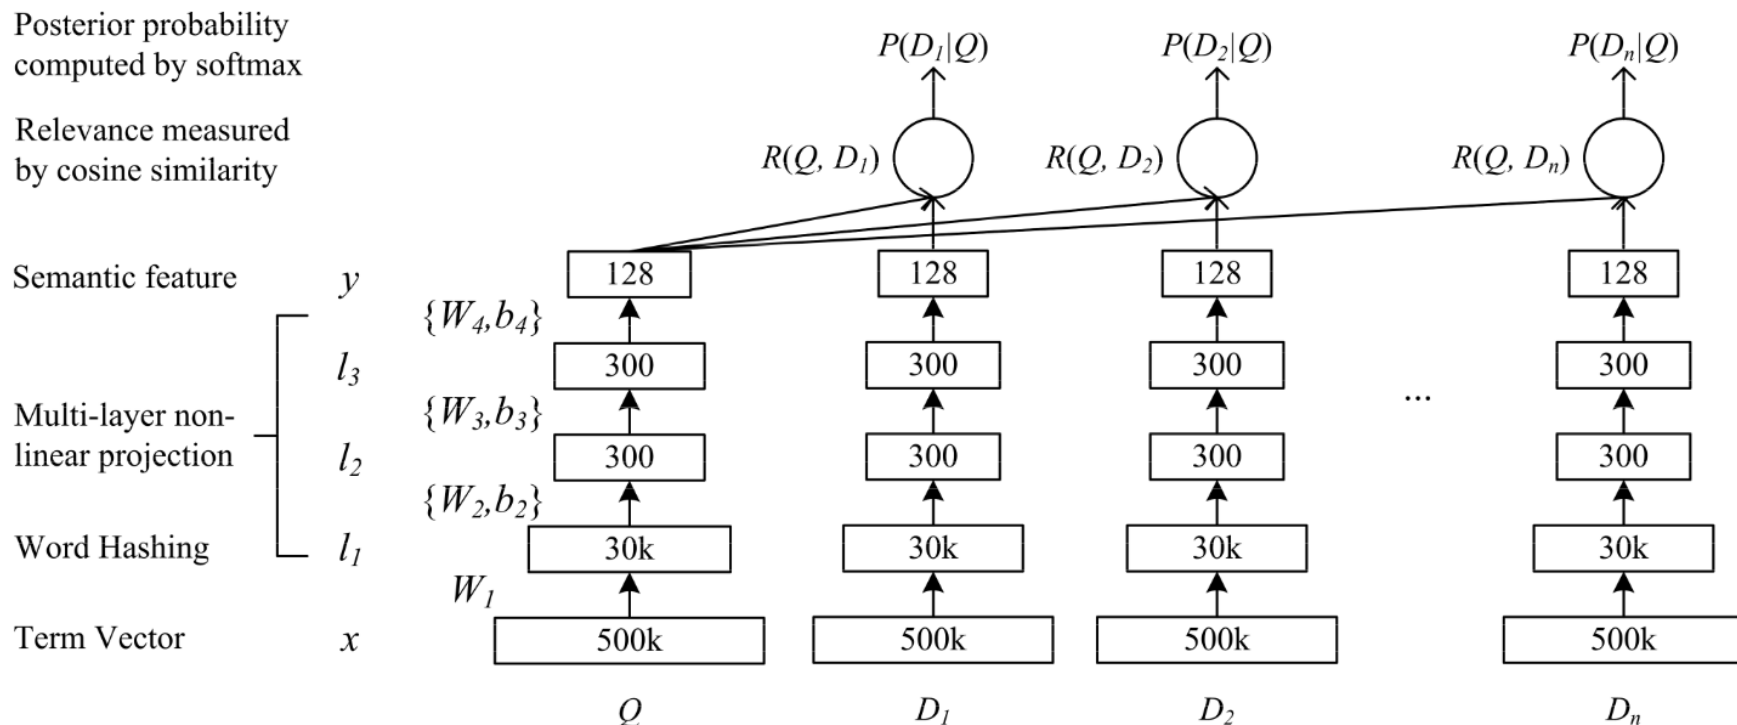 Posterior probability
computed by softmax
P(D1|Q) P(D2|Q) P(Dn|Q)
Relevance measured
by cosine similarity
R(Q, D1) R(Q, D2) R(Q, Dn)
Semantic feature y 128 128 128 128
{W4,b4}
l3 300 300 300 300
{W3,b3}
...
Multi-layer non-
linear projection
l2 300 300 300 300
{W2,b2}
Word Hashing l1 30k 30k 30k 30k
W1
Term Vector x 500k 500k 500k 500k
Q D1 D2 Dn